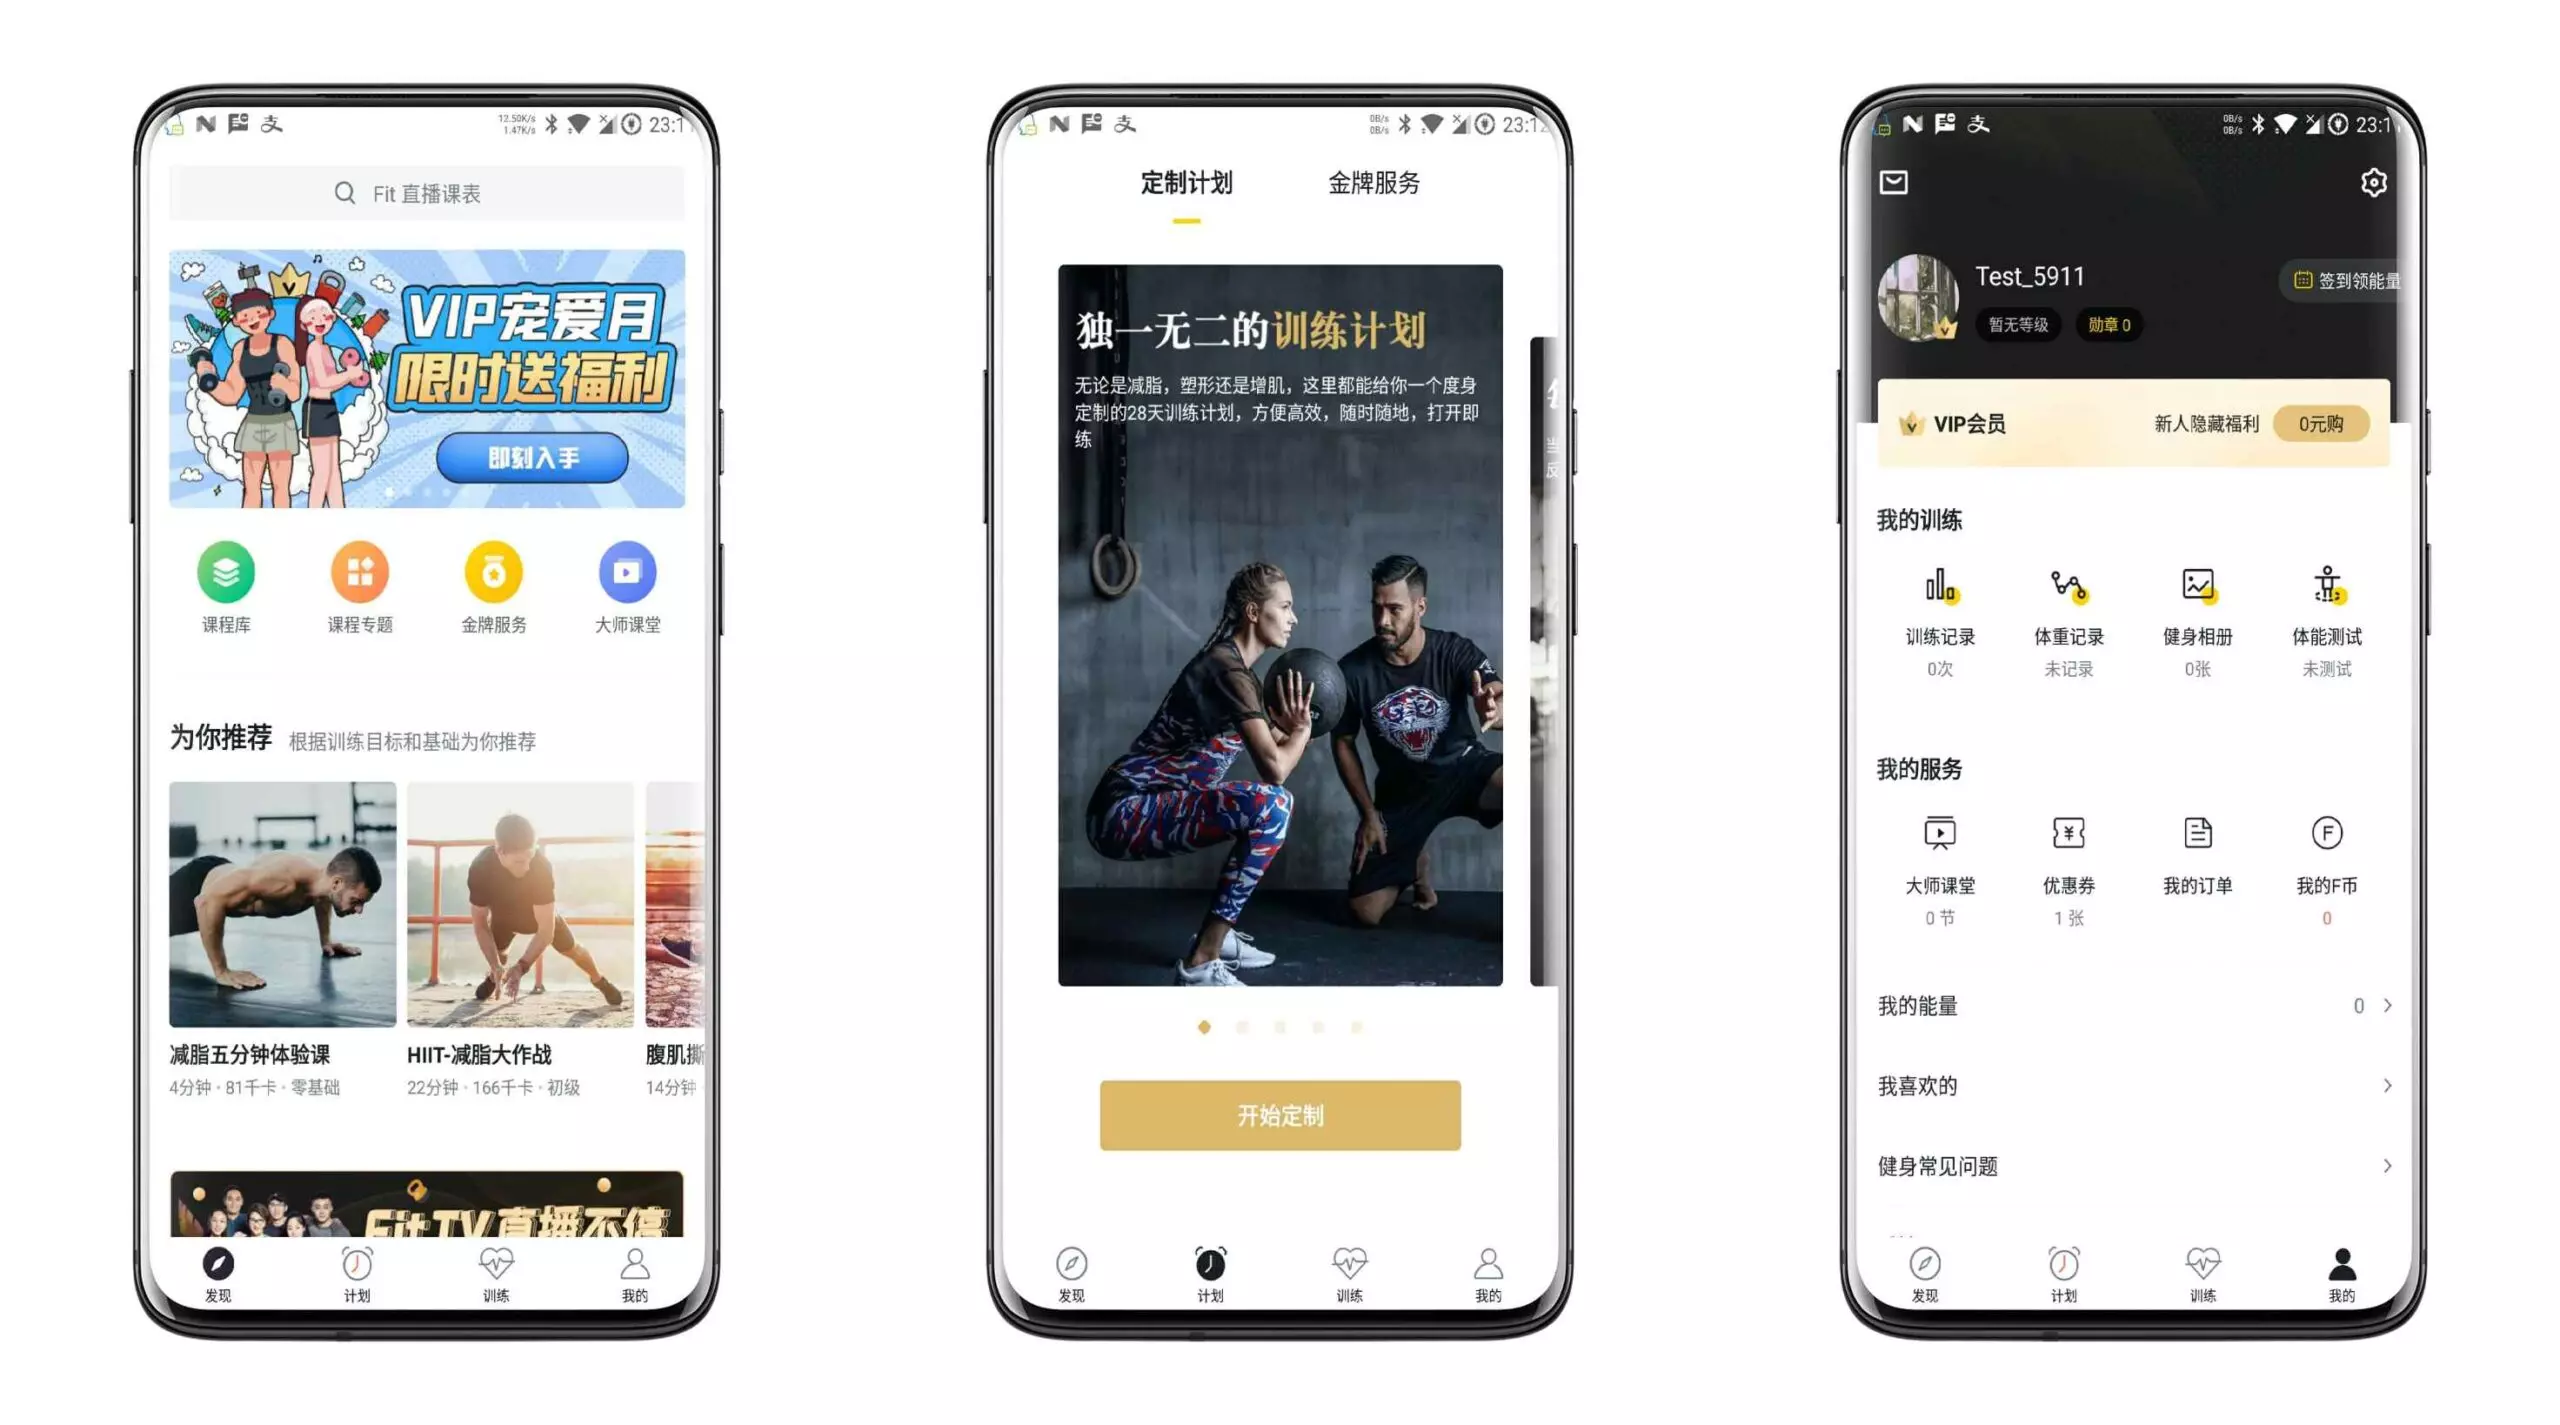 12.50K/s
1.47K/s
支
Fit 直播课表
VIP宠爱月
限时送福利
即刻入手
课程库
课程专题
金牌服务
大师课堂
为你推荐 根据训练目标和基础为你推荐
减脂五分钟体验课
4分钟·81千卡·零基础
HIIT-减脂大作战
22分钟·166千卡·初级
腹肌撕
14分钟·
Fit TV 直播不停
发现
计划
训练
我的
支
0B/s
0B/s
定制计划
金牌服务
独一无二的训练计划
无论是减脂，塑形还是增肌，这里都能给你一个度身
定制的28天训练计划，方便高效，随时随地，打开即
练
当
反
开始定制
发现
计划
训练
我的
支
0B/s
0B/s
Test_5911
签到领能量
暂无等级
勋章 0
VIP会员
新人隐藏福利
0元购
我的训练
训练记录
0次
体重记录
未记录
健身相册
0张
体能测试
未测试
我的服务
大师课堂
0 节
优惠券
1 张
我的订单
F
我的F币
0
我的能量
0
我喜欢的
健身常见问题
发现
计划
训练
我的